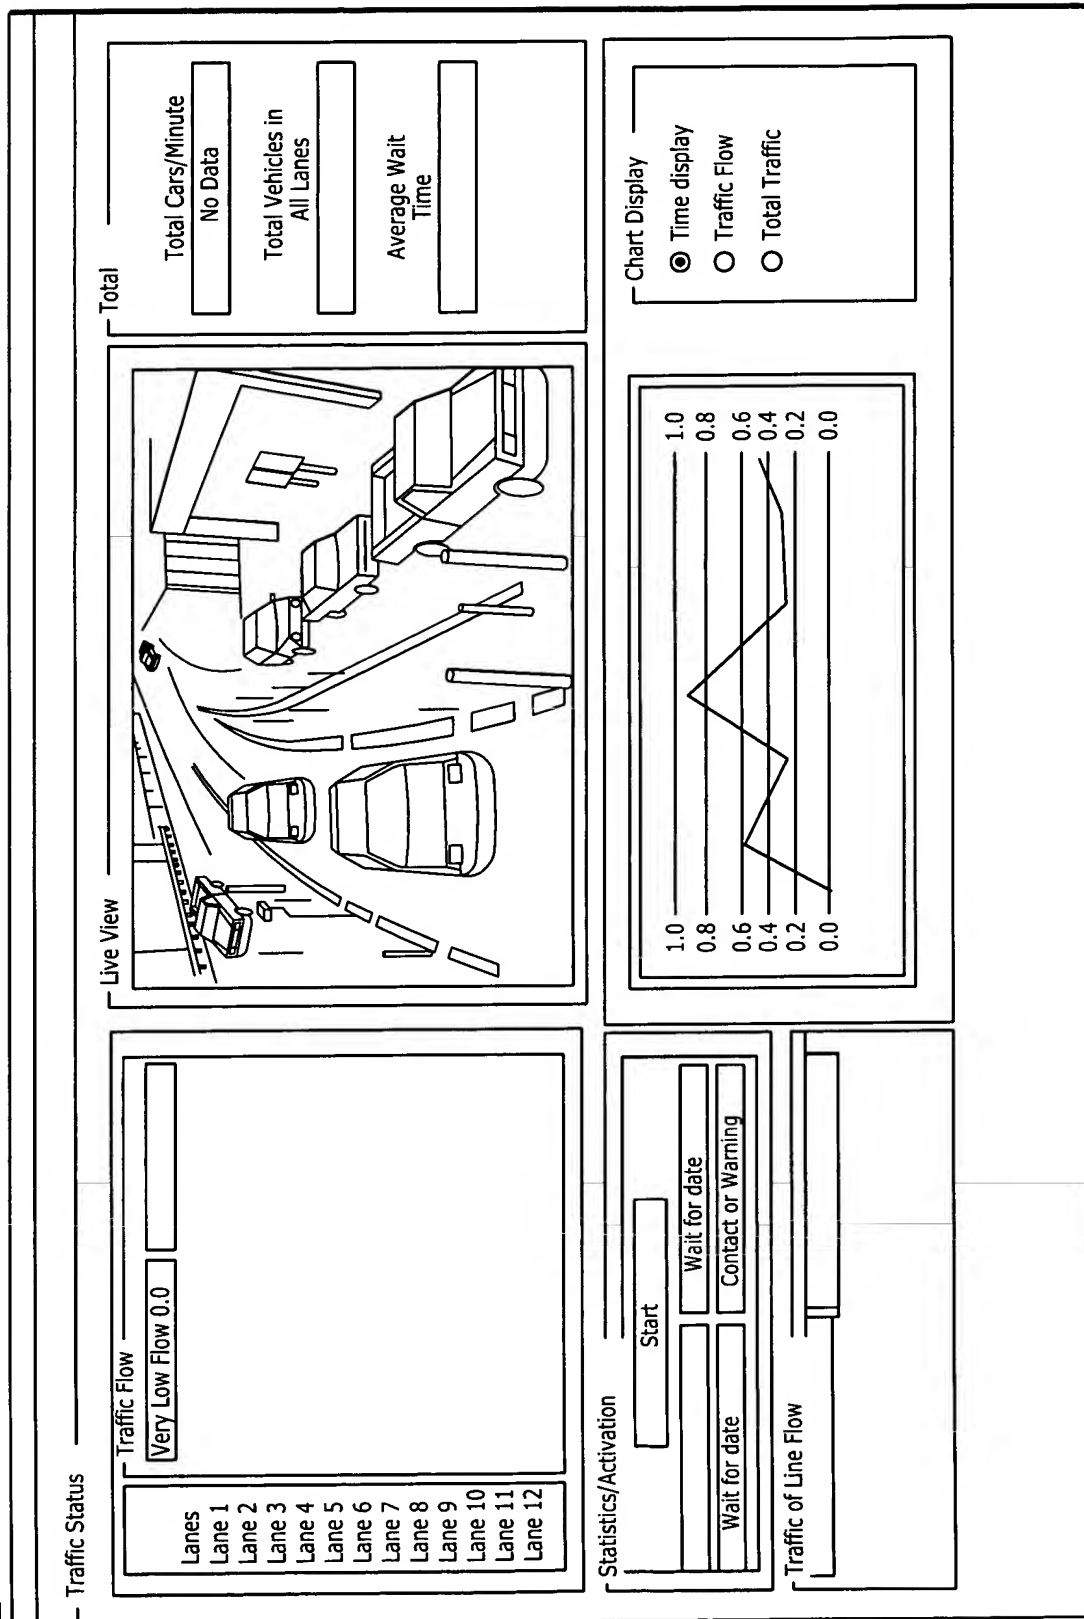 Traffic Status
Lanes
Lane 1
Lane 2
Lane 3
Lane 4
Lane 5
Lane 6
Lane 7
Lane 8
Lane 9
Lane 10
Lane 11
Lane 12
Traffic Flow
Very Low Flow 0.0
Live View
Total
Total Cars/Minute
No Data
Total Vehicles in
All Lanes
Average Wait
Time
Statistics/Activation
Start
Wait for date
Wait for date
Contact or Warning
Traffic of Line Flow
1.0 1.0
0.8 0.8
0.6 0.6
0.4 0.4
0.2 0.2
0.0 0.0
Chart Display
Time display
Traffic Flow
Total Traffic